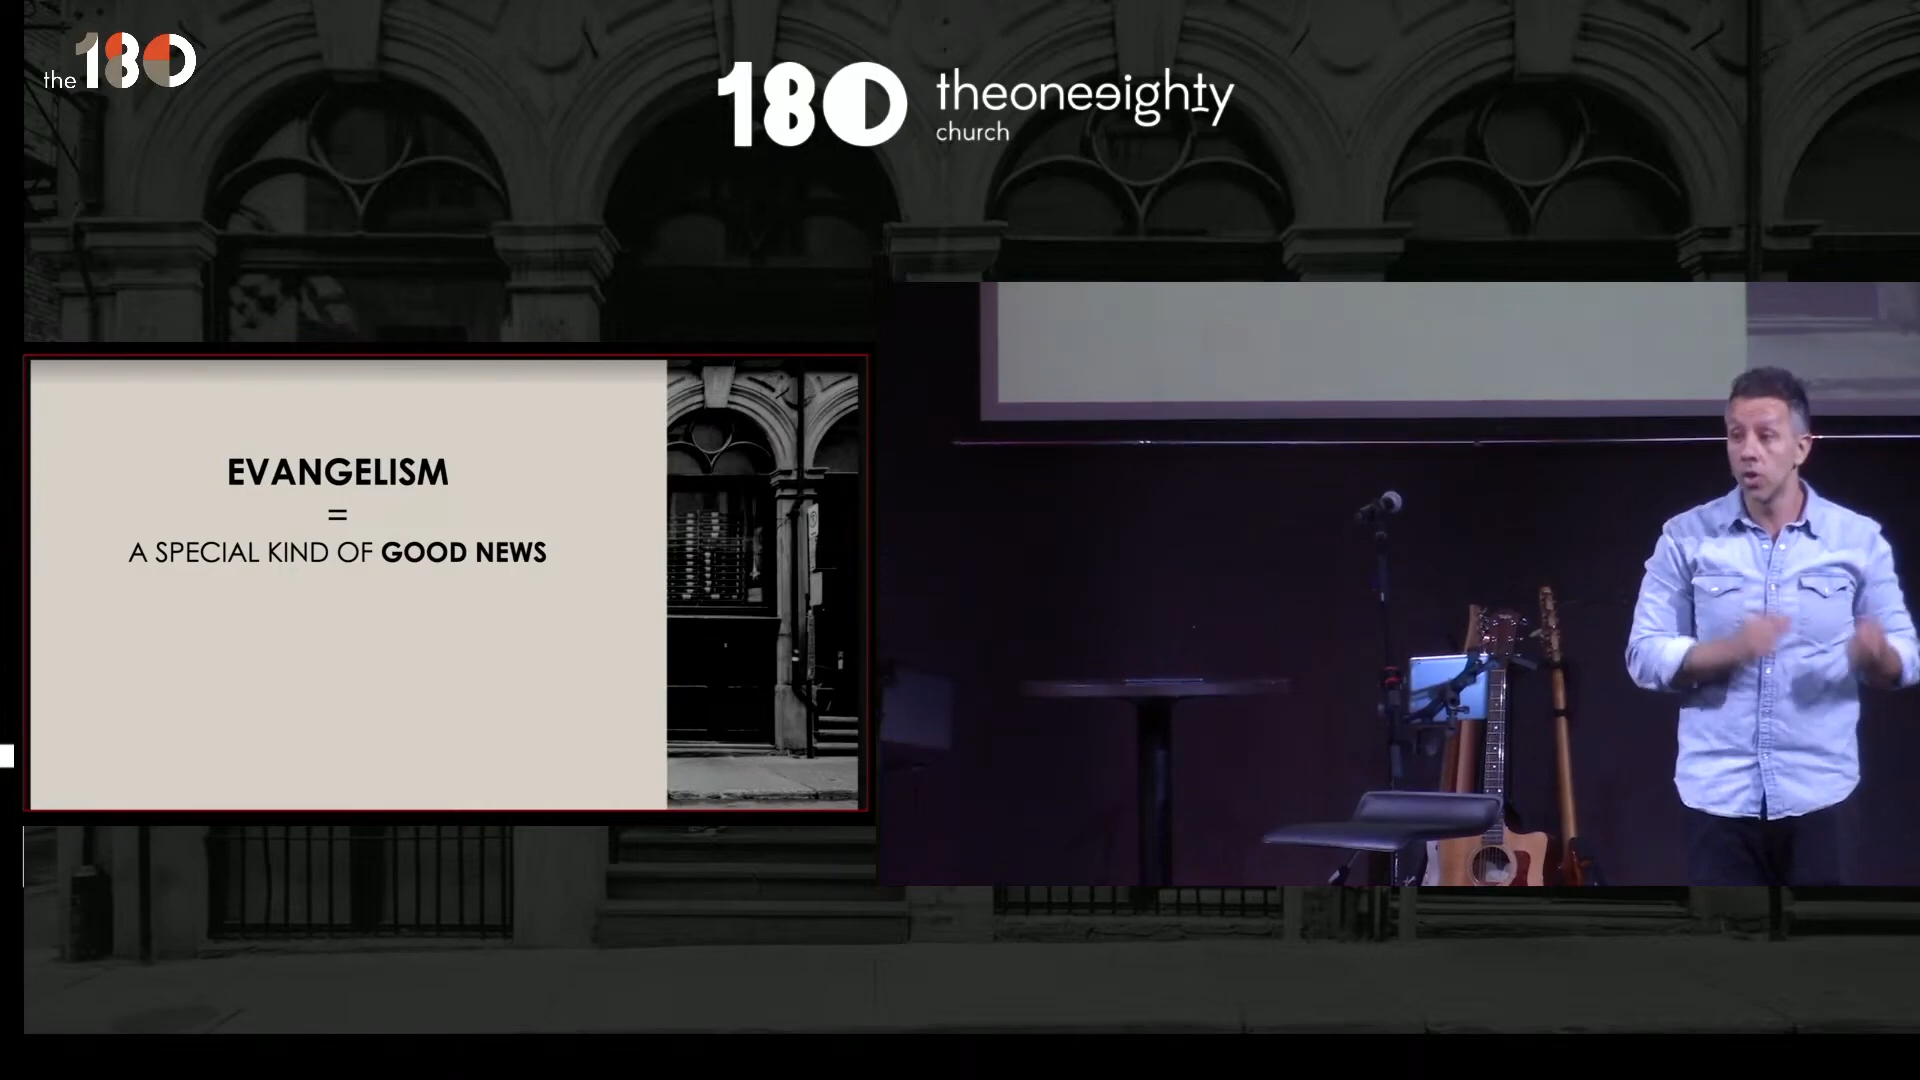 the 180
180 theoneeighty
church
EVANGELISM
=
A SPECIAL KIND OF GOOD NEWS